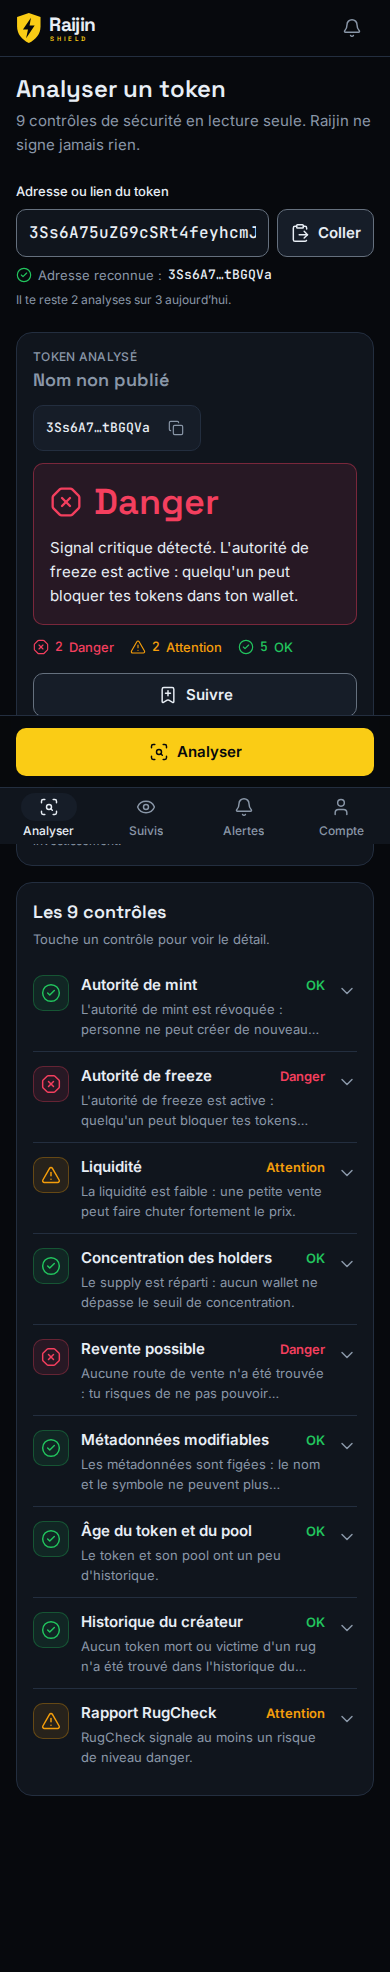 Raijin
SHIELD
Analyser un token
9 contrôles de sécurité en lecture seule. Raijin ne
signe jamais rien.
Adresse ou lien du token
3Ss6A75uZG9cSRt4feyhcmJ
Coller
Adresse reconnue : 3Ss6A7…tBGQVa
Il te reste 2 analyses sur 3 aujourd'hui.
TOKEN ANALYSÉ
Nom non publié
3Ss6A7…tBGQVa
Danger
Signal critique détecté. L'autorité de
freeze est active : quelqu'un peut
bloquer tes tokens dans ton wallet.
2 Danger 2 Attention 5 OK
Suivre
Analyser
Analyser Suivis Alertes Compte
Les 9 contrôles
Touche un contrôle pour voir le détail.
Autorité de mint OK
L'autorité de mint est révoquée :
personne ne peut créer de nouveau…
Autorité de freeze Danger
L'autorité de freeze est active :
quelqu'un peut bloquer tes tokens…
Liquidité Attention
La liquidité est faible : une petite vente
peut faire chuter fortement le prix.
Concentration des holders OK
Le supply est réparti : aucun wallet ne
dépasse le seuil de concentration.
Revente possible Danger
Aucune route de vente n'a été trouvée
: tu risques de ne pas pouvoir…
Métadonnées modifiables OK
Les métadonnées sont figées : le nom
et le symbole ne peuvent plus…
Âge du token et du pool OK
Le token et son pool ont un peu
d'historique.
Historique du créateur OK
Aucun token mort ou victime d'un rug
n'a été trouvé dans l'historique du…
Rapport RugCheck Attention
RugCheck signale au moins un risque
de niveau danger.